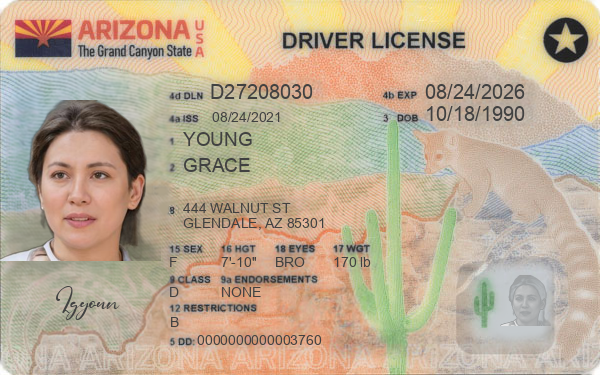 ARIZONA USA
The Grand Canyon State
DRIVER LICENSE
4d DLN D27208030
4b EXP 08/24/2026
4a ISS 08/24/2021
3 DOB 10/18/1990
1 YOUNG
2 GRACE
8 444 WALNUT ST
GLENDALE, AZ 85301
15 SEX 16 HGT 18 EYES 17 WGT
F 7'-10" BRO 170 lb
9 CLASS 9a ENDORSEMENTS
D NONE
12 RESTRICTIONS
B
5 DD: 0000000000003760
ARIZONA ARIZONA ARIZONA ARIZONA